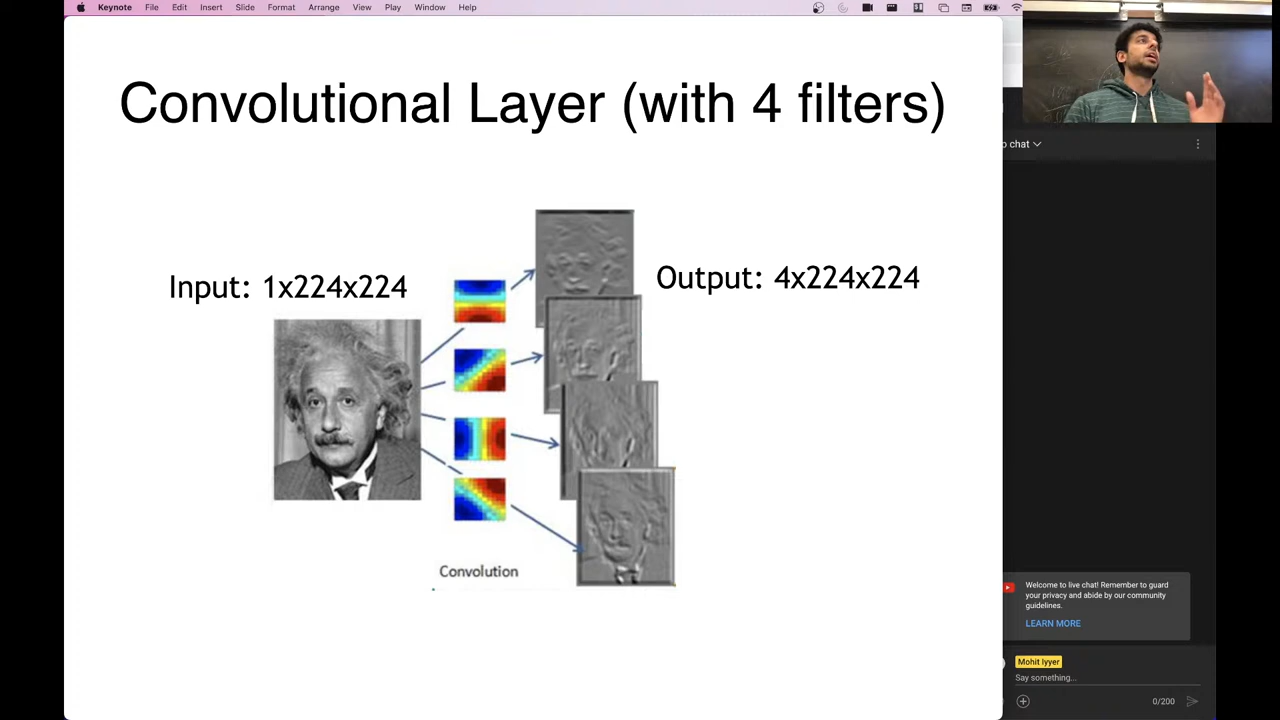 Keynote File Edit Insert Slide Format Arrange View Play Window Help
Convolutional Layer (with 4 filters)
Input: 1x224x224
Output: 4x224x224
Convolution
chat
Welcome to live chat! Remember to guard
your privacy and abide by our community
guidelines.
LEARN MORE
Mohit Iyyer
Say something...
0/200